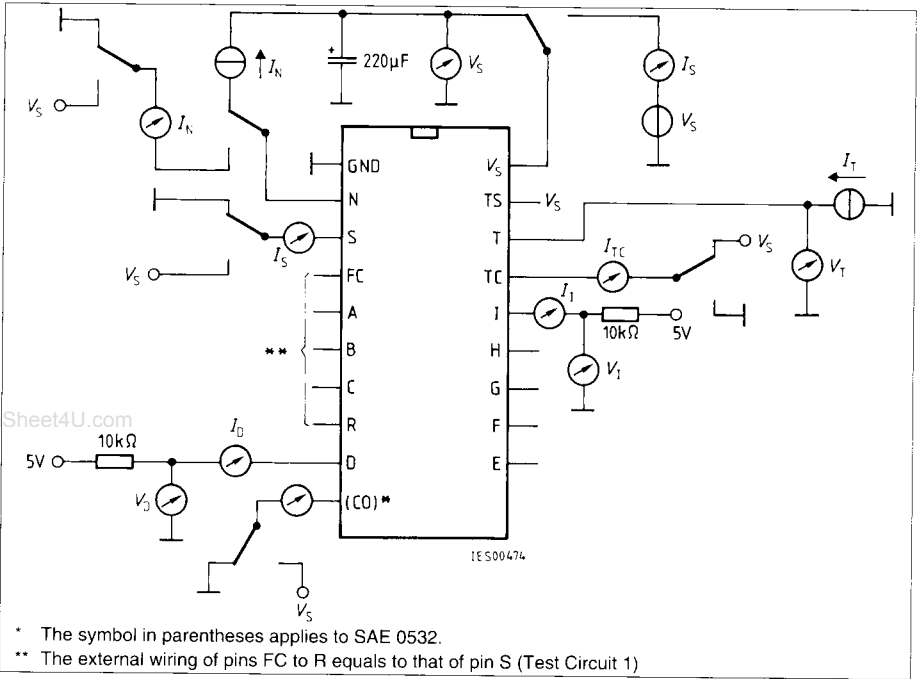 I_N
220µF
V_S
I_S
V_S
V_S
I_N
GND
N
S
FC
A
B
C
R
D
(CO)*
V_S
TS
T
TC
I
H
G
F
E
V_S
I_T
V_T
I_S
V_S
I_TC
V_S
I_I
10kΩ
5V
V_I
**
Sheet4U.com
10kΩ
5V
I_D
V_D
V_S
IES00474
* The symbol in parentheses applies to SAE 0532.
** The external wiring of pins FC to R equals to that of pin S (Test Circuit 1)